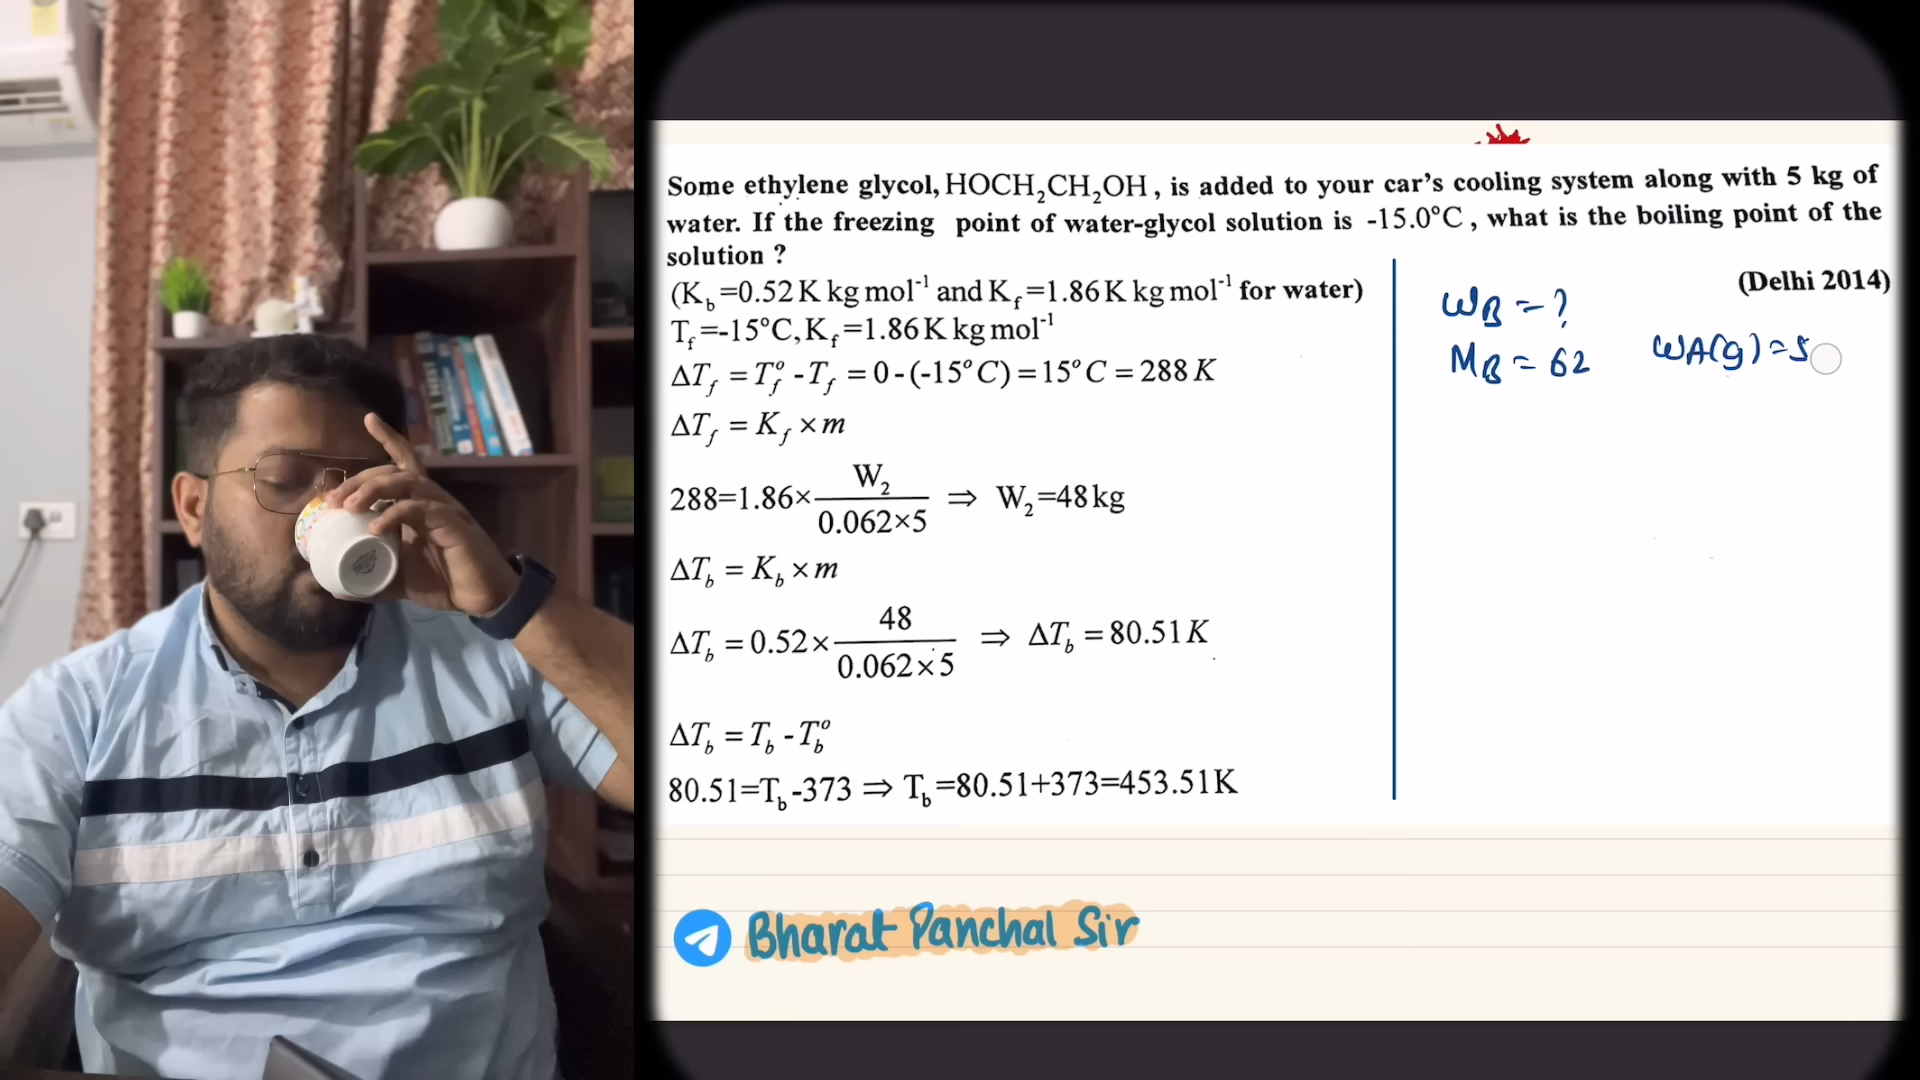 Some ethylene glycol, HOCH₂CH₂OH, is added to your car's cooling system along with 5 kg of
water. If the freezing point of water-glycol solution is -15.0°C, what is the boiling point of the
solution ?
(K_b=0.52 K kg mol⁻¹ and K_f=1.86 K kg mol⁻¹ for water)
(Delhi 2014)
T_f=-15°C, K_f=1.86 K kg mol⁻¹
ΔT_f = T_f° - T_f = 0-(-15°C) = 15°C = 288 K
ΔT_f = K_f × m
288=1.86× W₂/(0.062×5) ⇒ W₂=48 kg
ΔT_b = K_b × m
ΔT_b = 0.52× 48/(0.062×5) ⇒ ΔT_b = 80.51 K
ΔT_b = T_b - T_b°
80.51=T_b-373 ⇒ T_b=80.51+373=453.51K
WB = ?
MB = 62
WA(g) = 5
Bharat Panchal Sir